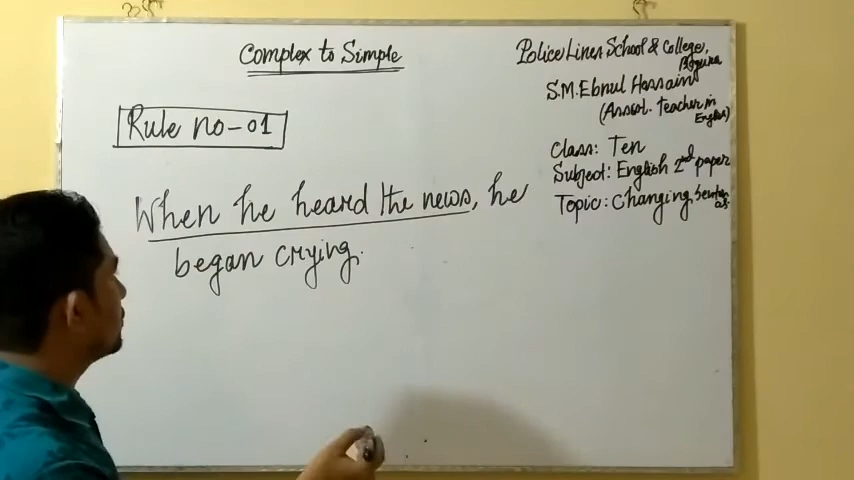 Complex to Simple
Rule no-01
When he heard the news, he
began crying.
Police Lines School & College,
Bogura
S.M. Ebnul Hossain
(Assist. Teacher in
English)
Class: Ten
Subject: English 2nd paper
Topic: Changing